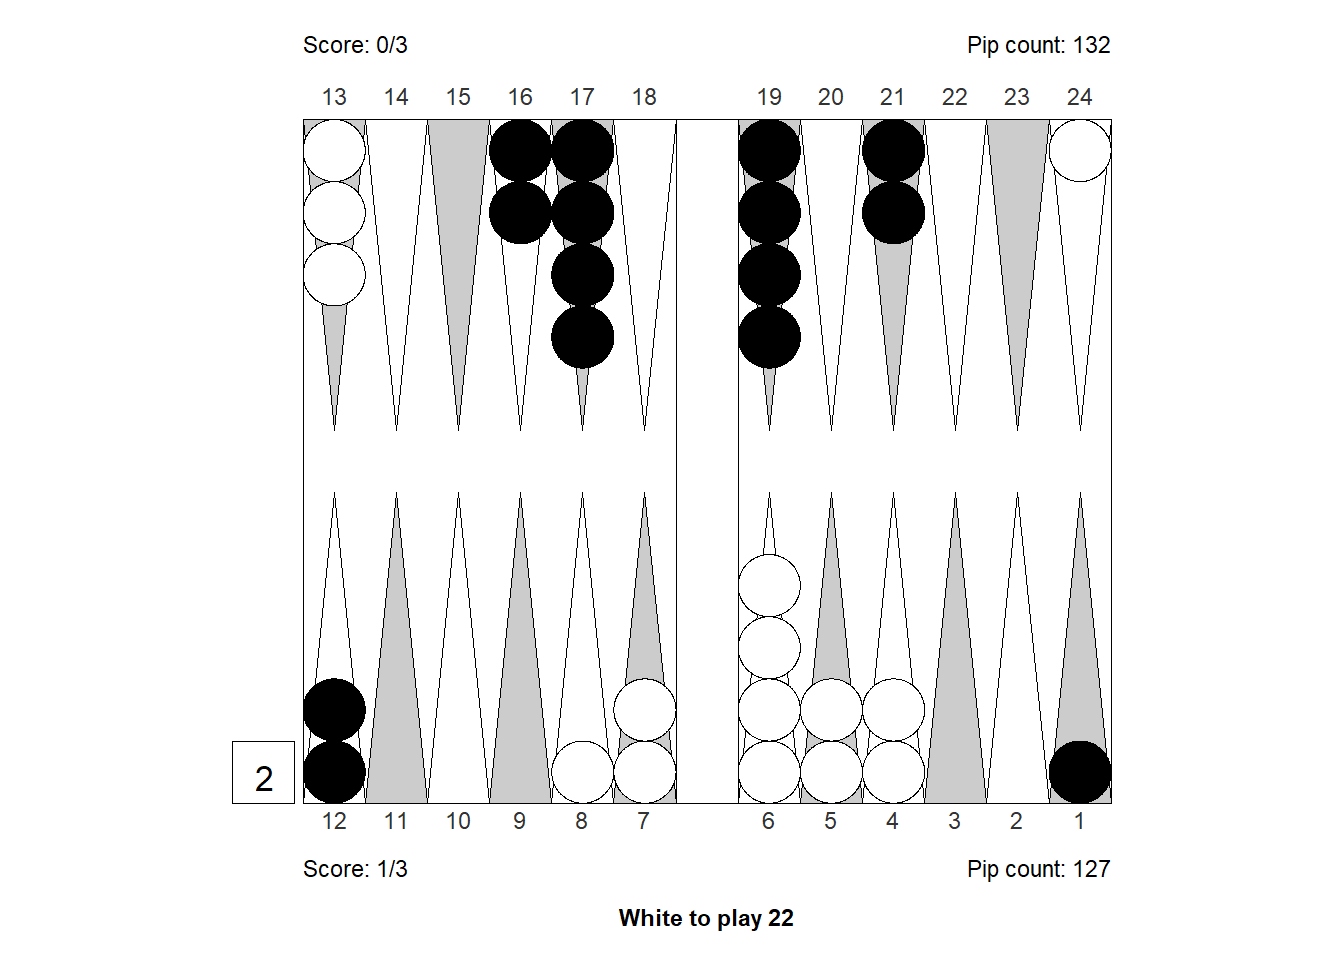 Score: 0/3 Pip count: 132
13 14 15 16 17 18 19 20 21 22 23 24
2
12 11 10 9 8 7 6 5 4 3 2 1
Score: 1/3 Pip count: 127
White to play 22